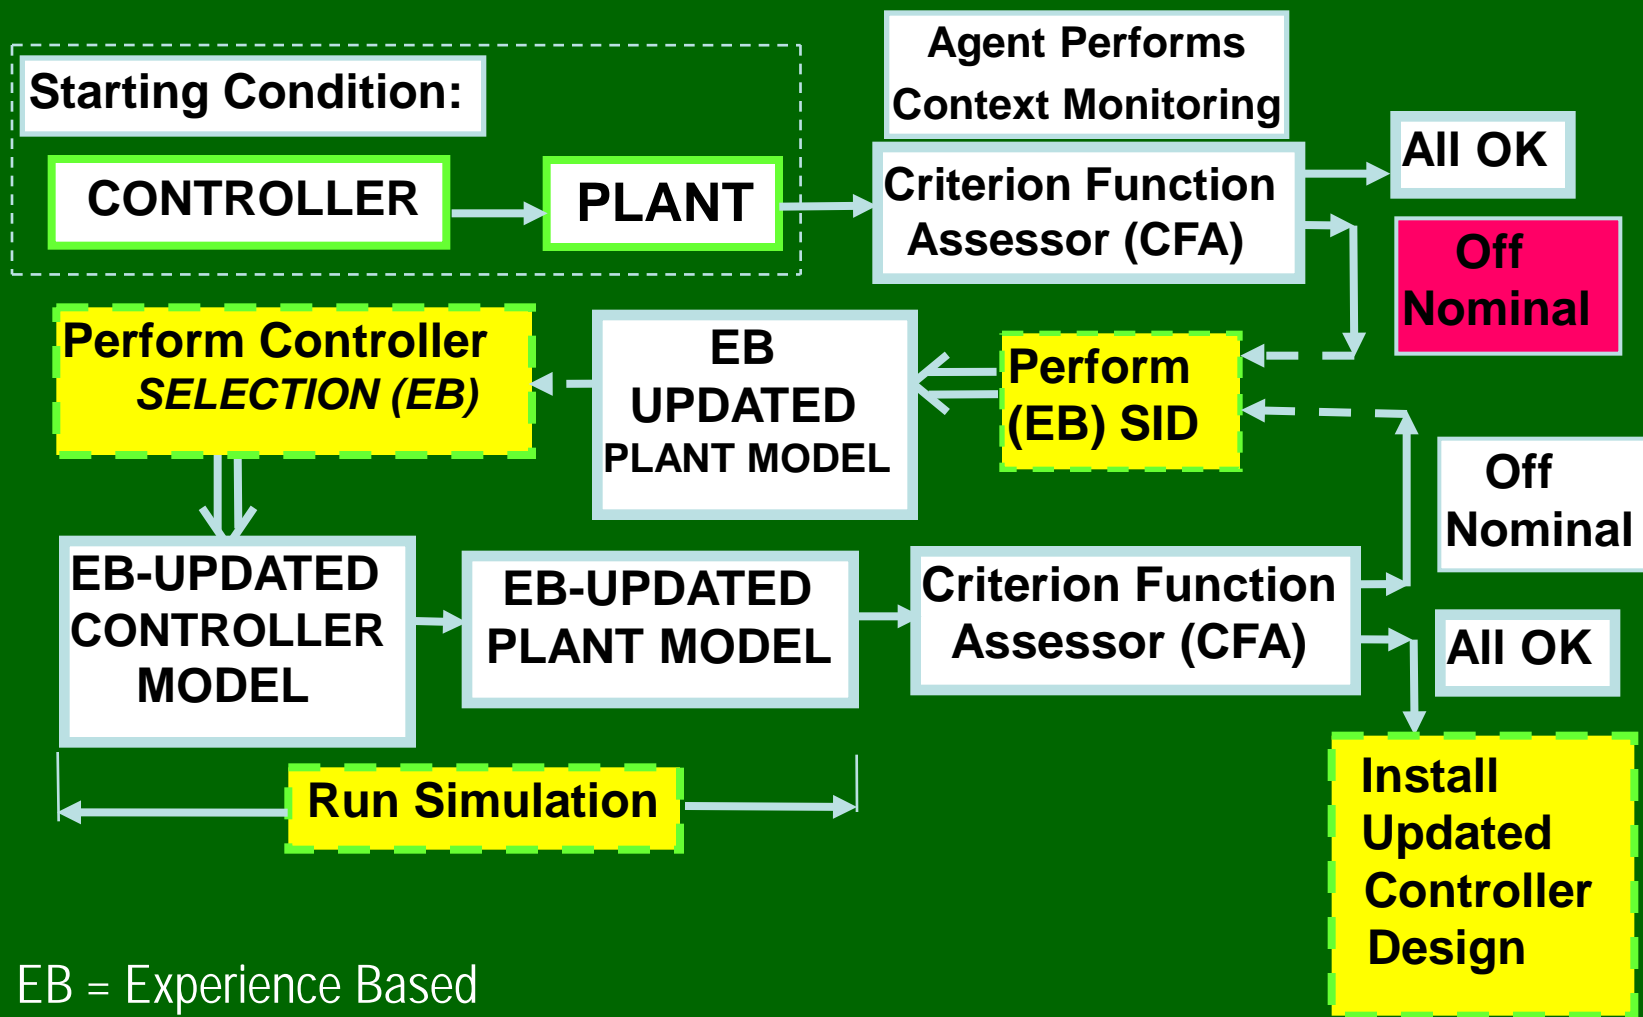 Starting Condition:
CONTROLLER
PLANT
Agent Performs
Context Monitoring
Criterion Function
Assessor (CFA)
All OK
Off
Nominal
Perform Controller
SELECTION (EB)
EB
UPDATED
PLANT MODEL
Perform
(EB) SID
Off
Nominal
EB-UPDATED
CONTROLLER
MODEL
EB-UPDATED
PLANT MODEL
Criterion Function
Assessor (CFA)
All OK
Run Simulation
Install
Updated
Controller
Design
EB = Experience Based